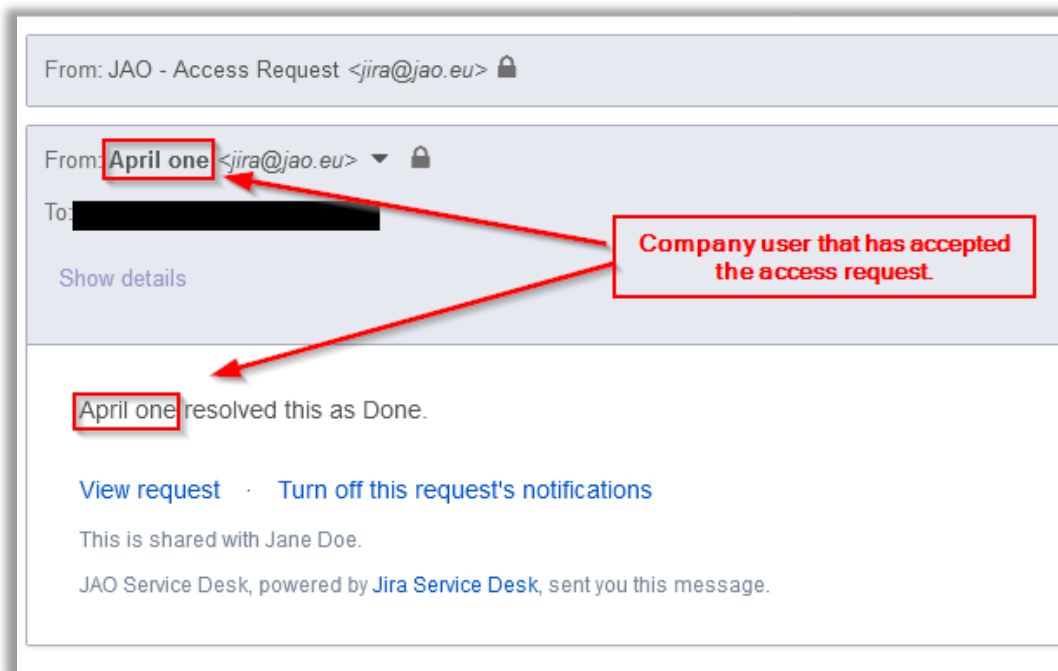 From: JAO - Access Request <jira@jao.eu>
From: April one <jira@jao.eu>
To:
Company user that has accepted
the access request.
Show details
April one resolved this as Done.
View request · Turn off this request's notifications
This is shared with Jane Doe.
JAO Service Desk, powered by Jira Service Desk, sent you this message.